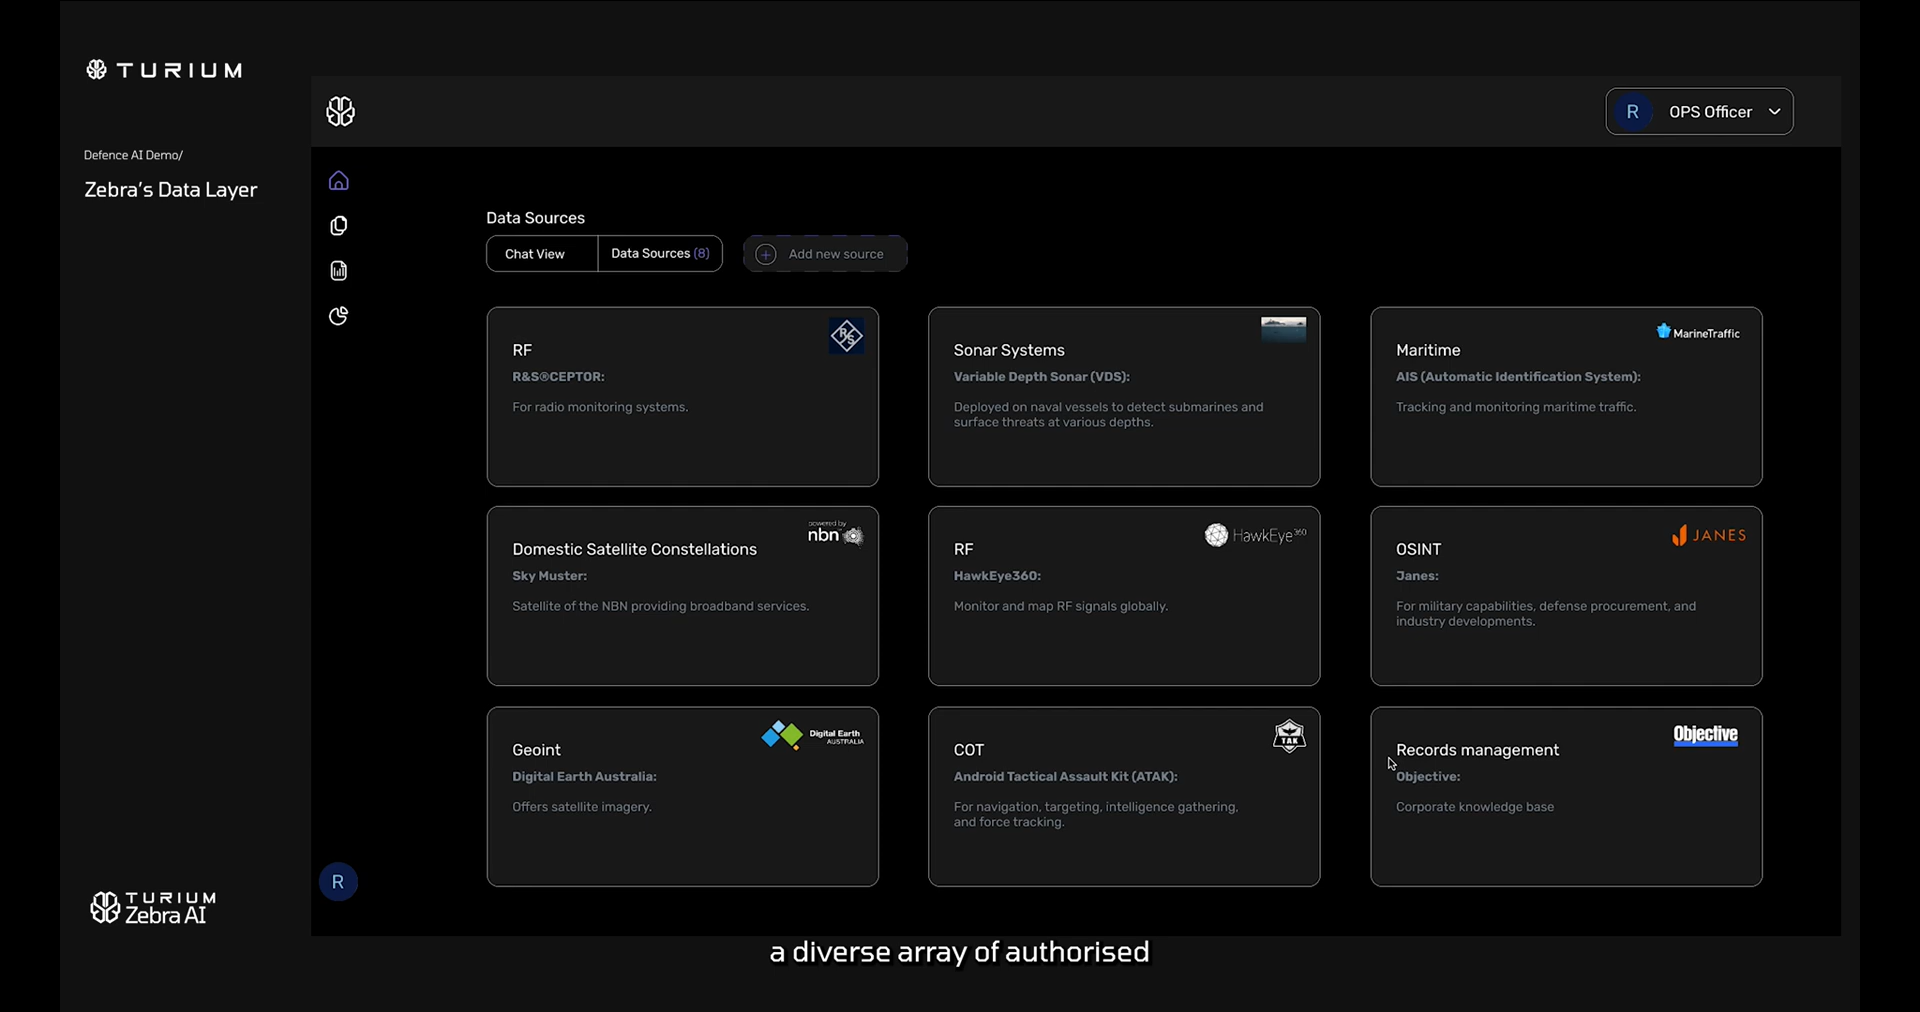 TURIUM
Defence AI Demo/
Zebra's Data Layer
R OPS Officer
Data Sources
Chat View
Data Sources (8)
Add new source
RF
R&S
R&S®CEPTOR:
For radio monitoring systems.
Sonar Systems
Variable Depth Sonar (VDS):
Deployed on naval vessels to detect submarines and
surface threats at various depths.
MarineTraffic
Maritime
AIS (Automatic Identification System):
Tracking and monitoring maritime traffic.
powered by
nbn
Domestic Satellite Constellations
Sky Muster:
Satellite of the NBN providing broadband services.
HawkEye360
RF
HawkEye360:
Monitor and map RF signals globally.
JANES
OSINT
Janes:
For military capabilities, defense procurement, and
industry developments.
Digital Earth
AUSTRALIA
Geoint
Digital Earth Australia:
Offers satellite imagery.
TAK
COT
Android Tactical Assault Kit (ATAK):
For navigation, targeting, intelligence gathering,
and force tracking.
Objective
Records management
Objective:
Corporate knowledge base
R
TURIUM
Zebra AI
a diverse array of authorised